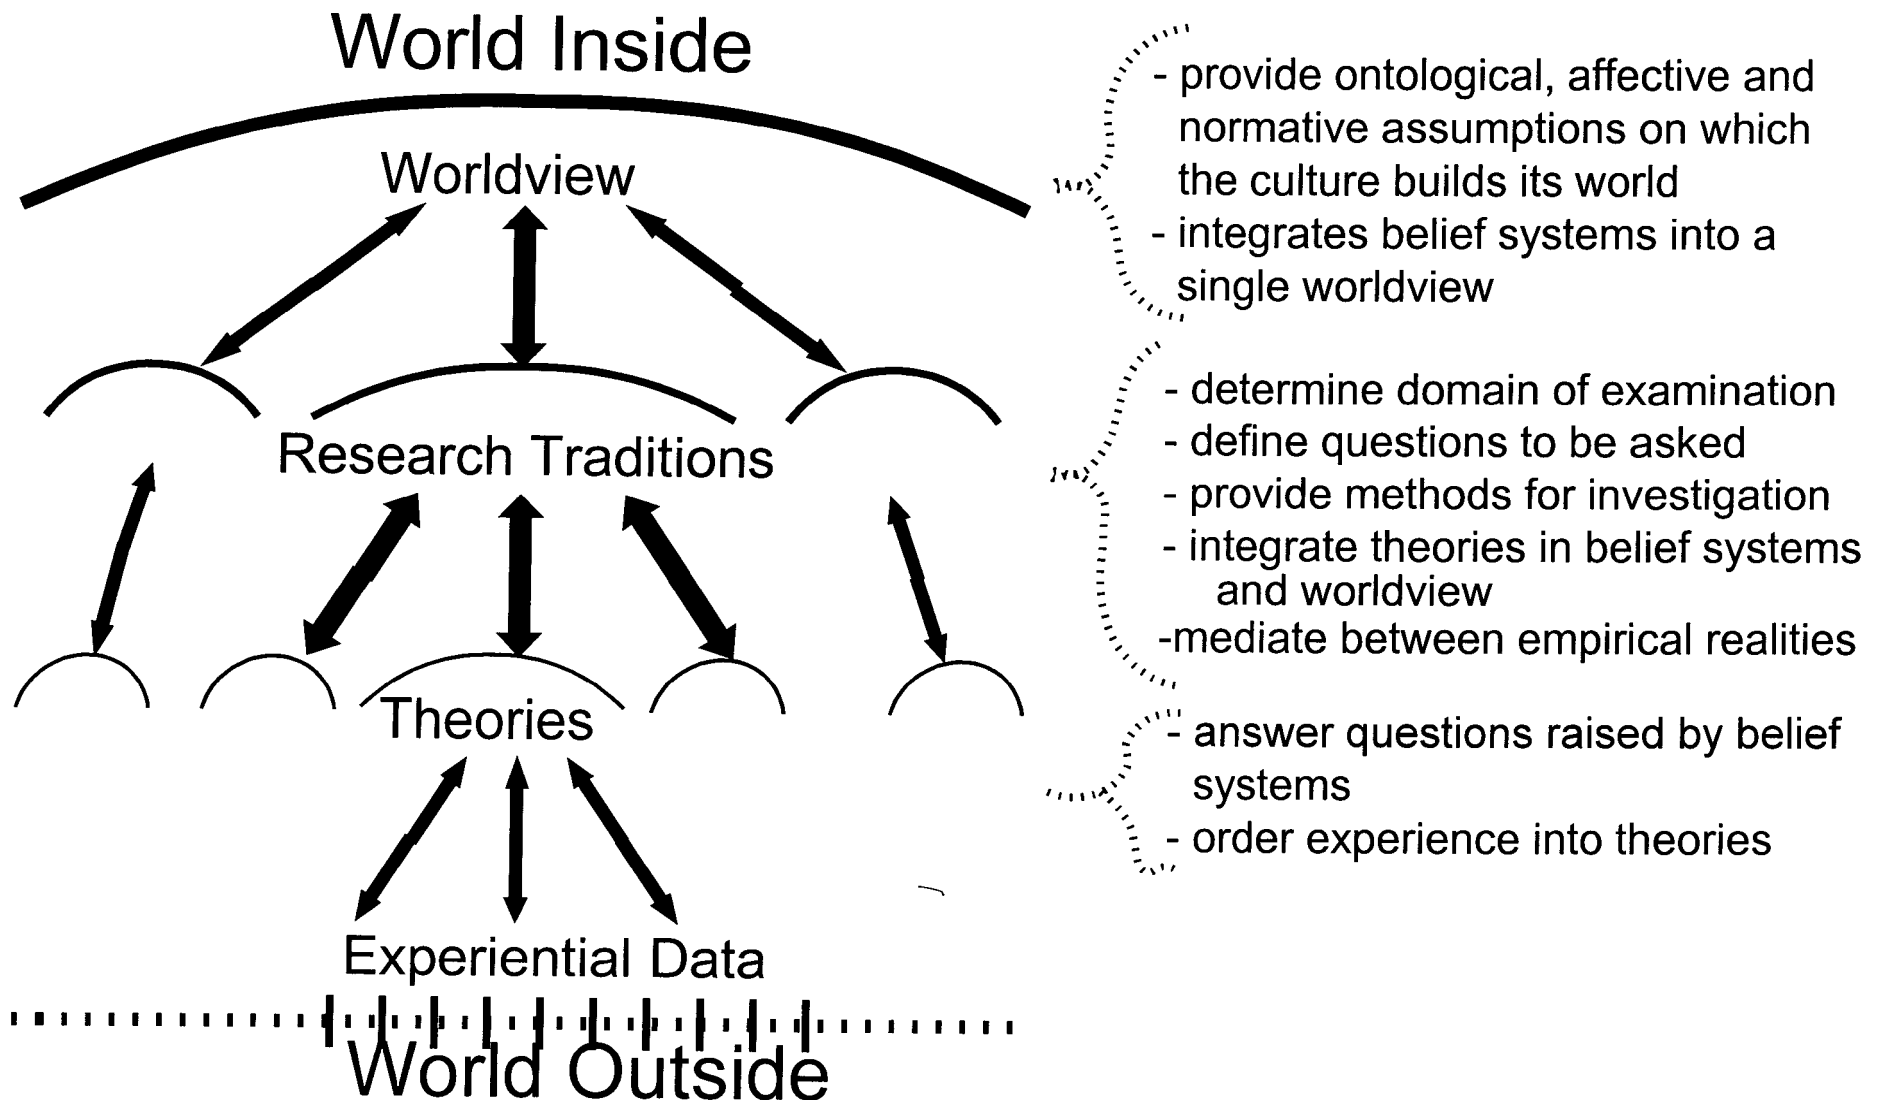 World Inside
Worldview
- provide ontological, affective and
normative assumptions on which
the culture builds its world
- integrates belief systems into a
single worldview
Research Traditions
- determine domain of examination
- define questions to be asked
- provide methods for investigation
- integrate theories in belief systems
and worldview
-mediate between empirical realities
Theories
- answer questions raised by belief
systems
- order experience into theories
Experiential Data
World Outside